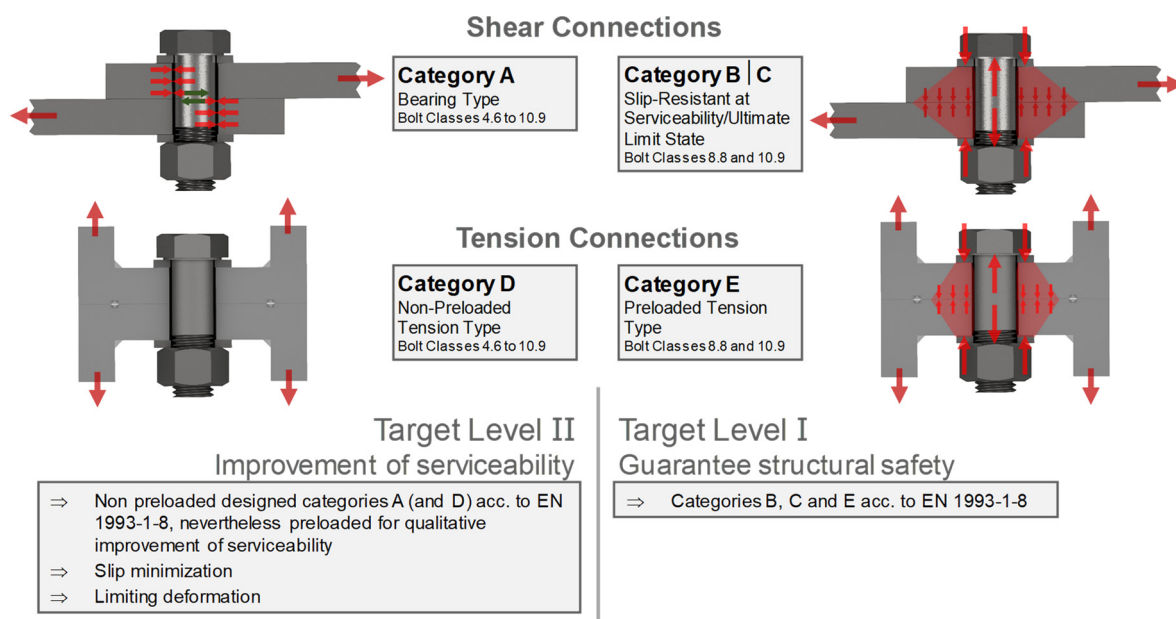 Shear Connections
Category A
Bearing Type
Bolt Classes 4.6 to 10.9
Category B | C
Slip-Resistant at
Serviceability/Ultimate
Limit State
Bolt Classes 8.8 and 10.9
Tension Connections
Category D
Non-Preloaded
Tension Type
Bolt Classes 4.6 to 10.9
Category E
Preloaded Tension
Type
Bolt Classes 8.8 and 10.9
Target Level II
Improvement of serviceability
⇒ Non preloaded designed categories A (and D) acc. to EN
1993-1-8, nevertheless preloaded for qualitative
improvement of serviceability
⇒ Slip minimization
⇒ Limiting deformation
Target Level I
Guarantee structural safety
⇒ Categories B, C and E acc. to EN 1993-1-8